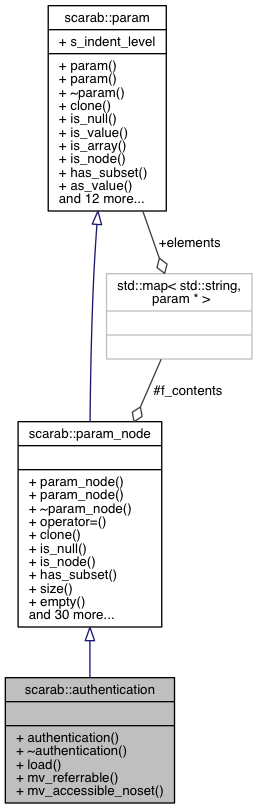 scarab::param
+ s_indent_level
+ param()
+ param()
+ ~param()
+ clone()
+ is_null()
+ is_value()
+ is_array()
+ is_node()
+ has_subset()
+ as_value()
and 12 more...
+elements
std::map< std::string,
param * >
#f_contents
scarab::param_node
+ param_node()
+ param_node()
+ ~param_node()
+ operator=()
+ clone()
+ is_null()
+ is_node()
+ has_subset()
+ size()
+ empty()
and 30 more...
scarab::authentication
+ authentication()
+ ~authentication()
+ load()
+ mv_referrable()
+ mv_accessible_noset()